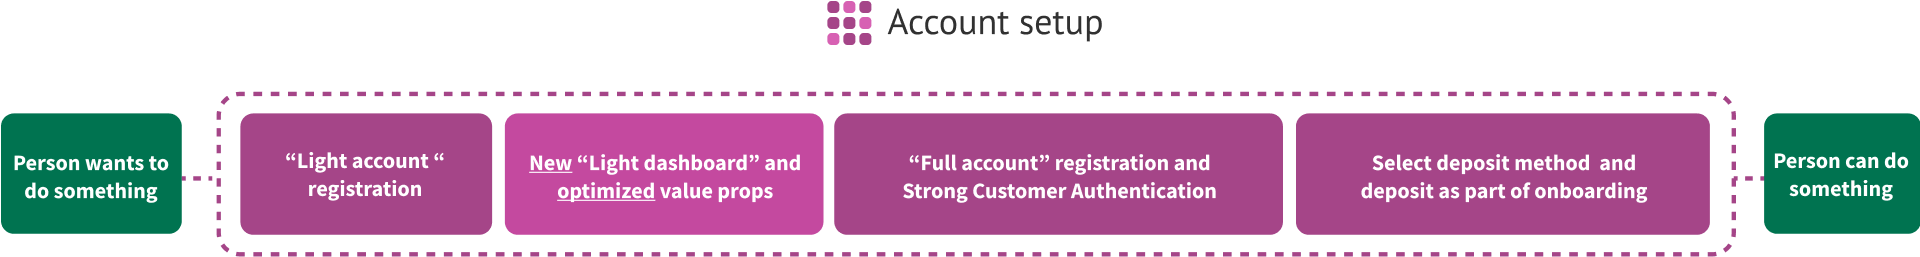 Account setup
Person wants to
do something
“Light account “
registration
New “Light dashboard” and
optimized value props
“Full account” registration and
Strong Customer Authentication
Select deposit method  and
deposit as part of onboarding
Person can do
something